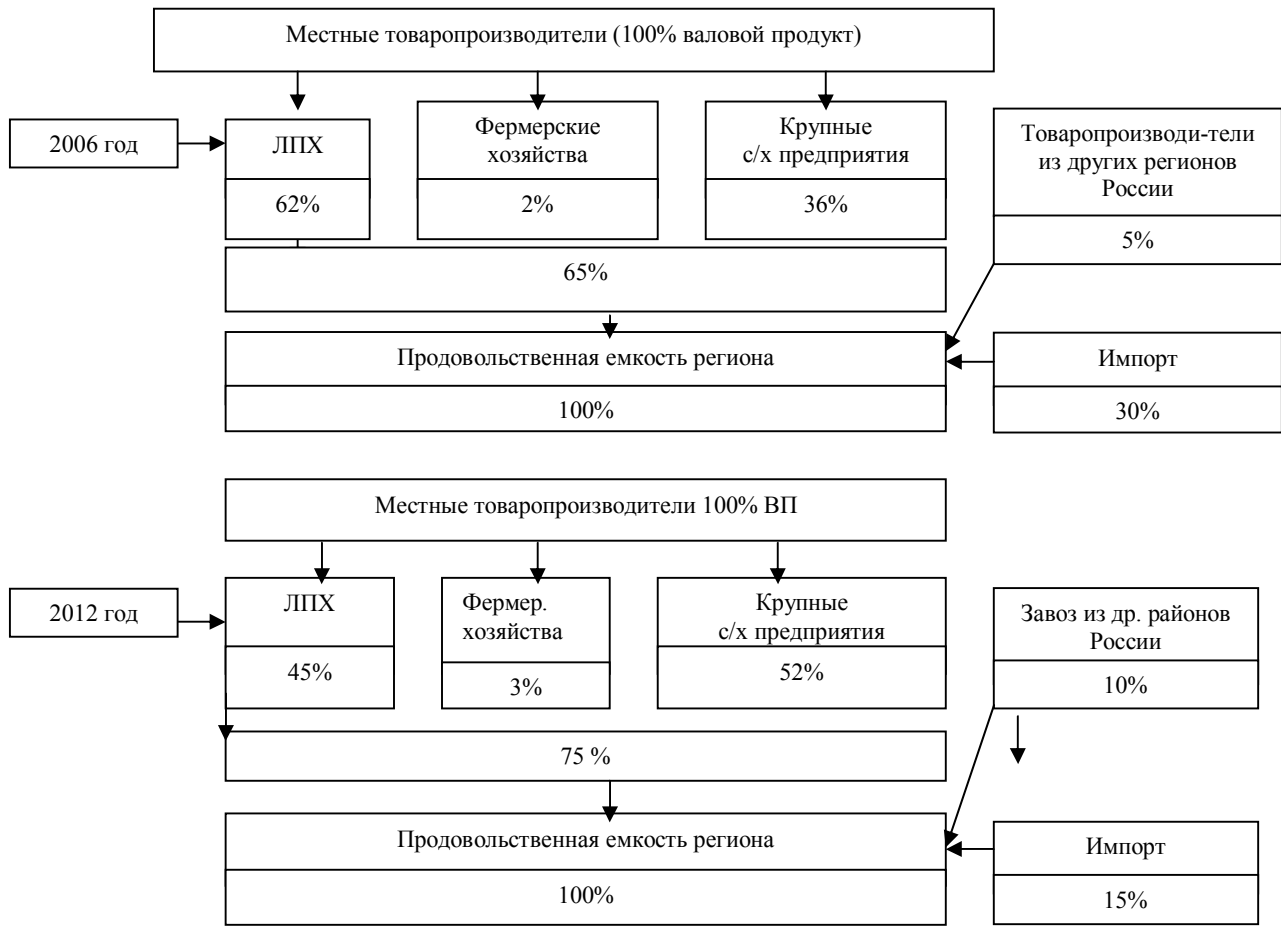 Местные товаропроизводители (100% валовой продукт)
2006 год
ЛПХ
62%
Фермерские
хозяйства
2%
Крупные
с/х предприятия
36%
Товаропроизводи-тели
из других регионов
России
5%
65%
Продовольственная емкость региона
100%
Импорт
30%
Местные товаропроизводители 100% ВП
2012 год
ЛПХ
45%
Фермер.
хозяйства
3%
Крупные
с/х предприятия
52%
Завоз из др. районов
России
10%
75 %
Продовольственная емкость региона
100%
Импорт
15%